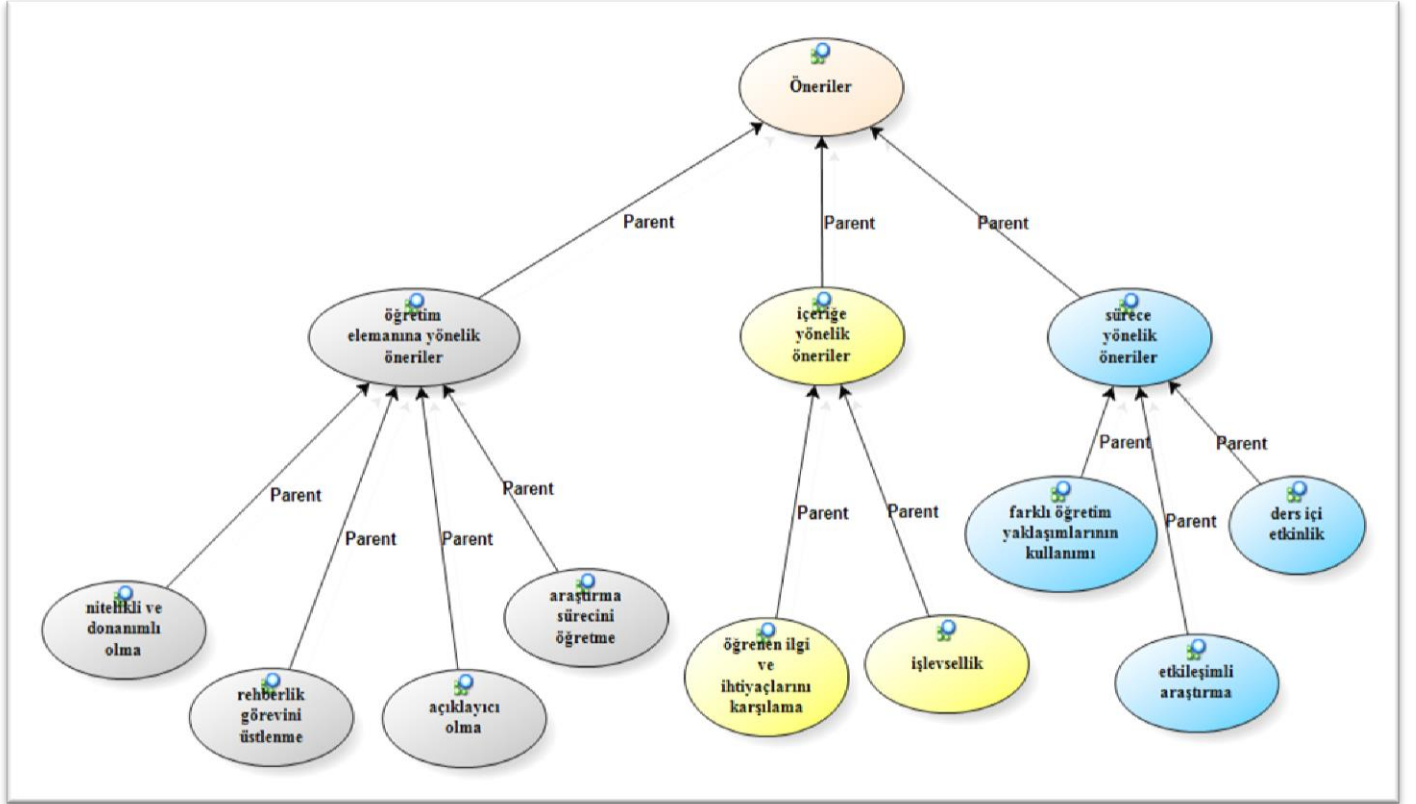 Öneriler
Parent
Parent
Parent
öğretim
elemanına yönelik
öneriler
içeriğe
yönelik
öneriler
sürece
yönelik
öneriler
Parent
Parent
Parent
Parent
Parent
Parent
Parent
Parent
Parent
nitelikli ve
donanımlı
olma
rehberlik
görevini
üstlenme
açıklayıcı
olma
araştırma
sürecini
öğretme
öğrenen ilgi
ve
ihtiyaçlarını
karşılama
işlevsellik
farklı öğretim
yaklaşımlarının
kullanımı
etkileşimli
araştırma
ders içi
etkinlik